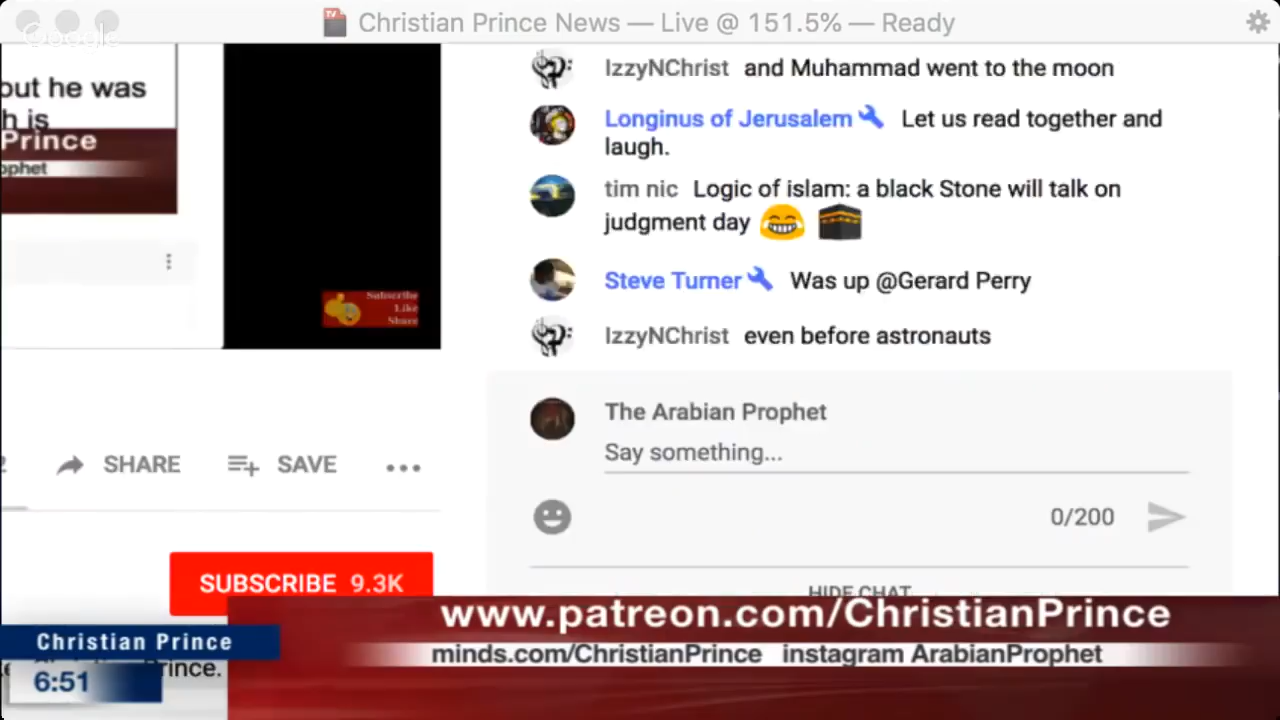 Christian Prince News — Live @ 151.5% — Ready
Google
out he was
h is
Prince
ophet
Subscribe
Like
Share
IzzyNChrist and Muhammad went to the moon
Longinus of Jerusalem Let us read together and
laugh.
tim nic Logic of islam: a black Stone will talk on
judgment day
Steve Turner Was up @Gerard Perry
IzzyNChrist even before astronauts
The Arabian Prophet
Say something...
0/200
SHARE SAVE
HIDE CHAT
SUBSCRIBE 9.3K
www.patreon.com/ChristianPrince
Christian Prince
minds.com/ChristianPrince instagram ArabianProphet
rince.
6:51